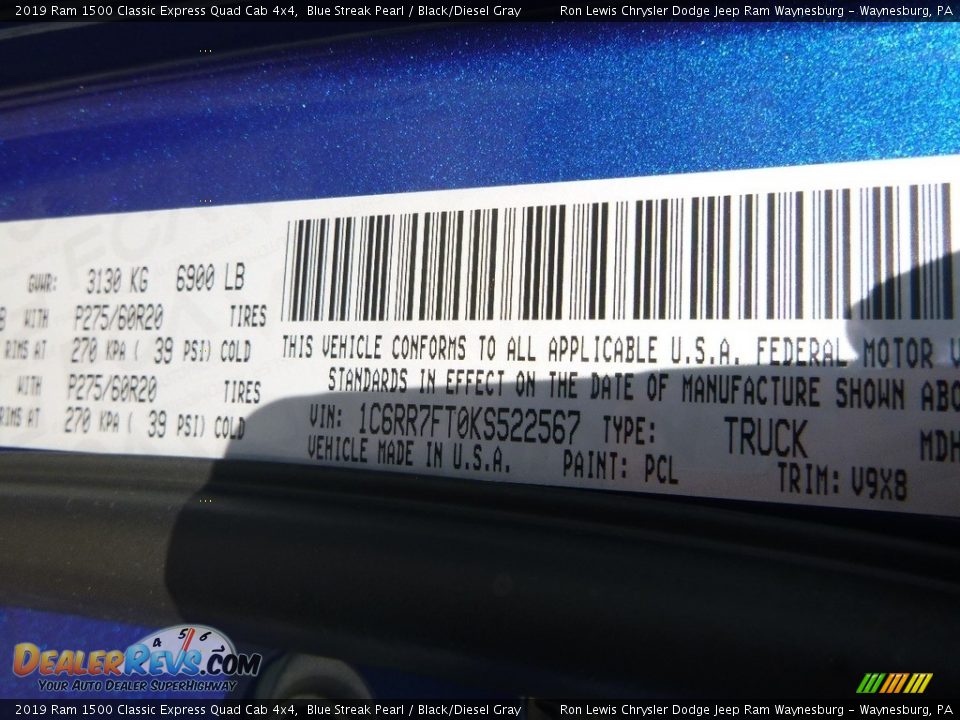 2019 Ram 1500 Classic Express Quad Cab 4x4, Blue Streak Pearl / Black/Diesel Gray Ron Lewis Chrysler Dodge Jeep Ram Waynesburg - Waynesburg, PA
GVWR: 3130 KG 6900 LB
WITH P275/60R20 TIRES
RIMS AT 270 KPA ( 39 PSI) COLD
WITH P275/60R20 TIRES
RIMS AT 270 KPA ( 39 PSI) COLD
THIS VEHICLE CONFORMS TO ALL APPLICABLE U.S.A. FEDERAL MOTOR V
STANDARDS IN EFFECT ON THE DATE OF MANUFACTURE SHOWN ABO
VIN: 1C6RR7FT0KS522567 TYPE: TRUCK MDH
VEHICLE MADE IN U.S.A. PAINT: PCL TRIM: V9X8
4 5 6
DEALERREVS.COM
YOUR AUTO DEALER SUPERHIGHWAY
2019 Ram 1500 Classic Express Quad Cab 4x4, Blue Streak Pearl / Black/Diesel Gray Ron Lewis Chrysler Dodge Jeep Ram Waynesburg - Waynesburg, PA